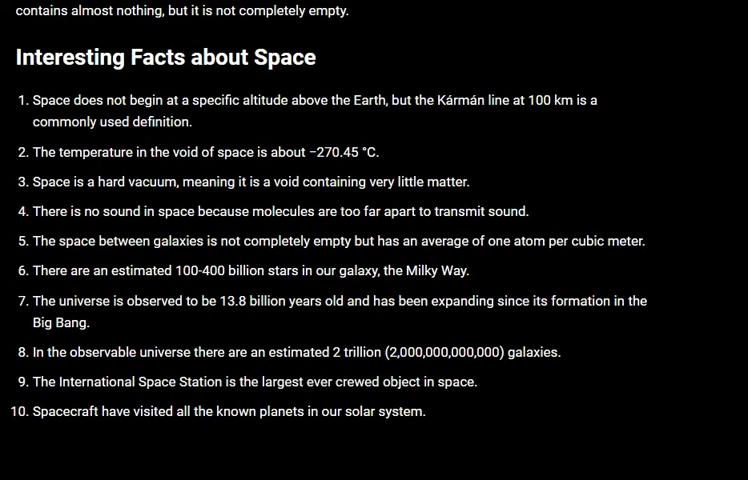 contains almost nothing, but it is not completely empty.
Interesting Facts about Space
1. Space does not begin at a specific altitude above the Earth, but the Kármán line at 100 km is a
commonly used definition.
2. The temperature in the void of space is about −270.45 °C.
3. Space is a hard vacuum, meaning it is a void containing very little matter.
4. There is no sound in space because molecules are too far apart to transmit sound.
5. The space between galaxies is not completely empty but has an average of one atom per cubic meter.
6. There are an estimated 100-400 billion stars in our galaxy, the Milky Way.
7. The universe is observed to be 13.8 billion years old and has been expanding since its formation in the
Big Bang.
8. In the observable universe there are an estimated 2 trillion (2,000,000,000,000) galaxies.
9. The International Space Station is the largest ever crewed object in space.
10. Spacecraft have visited all the known planets in our solar system.